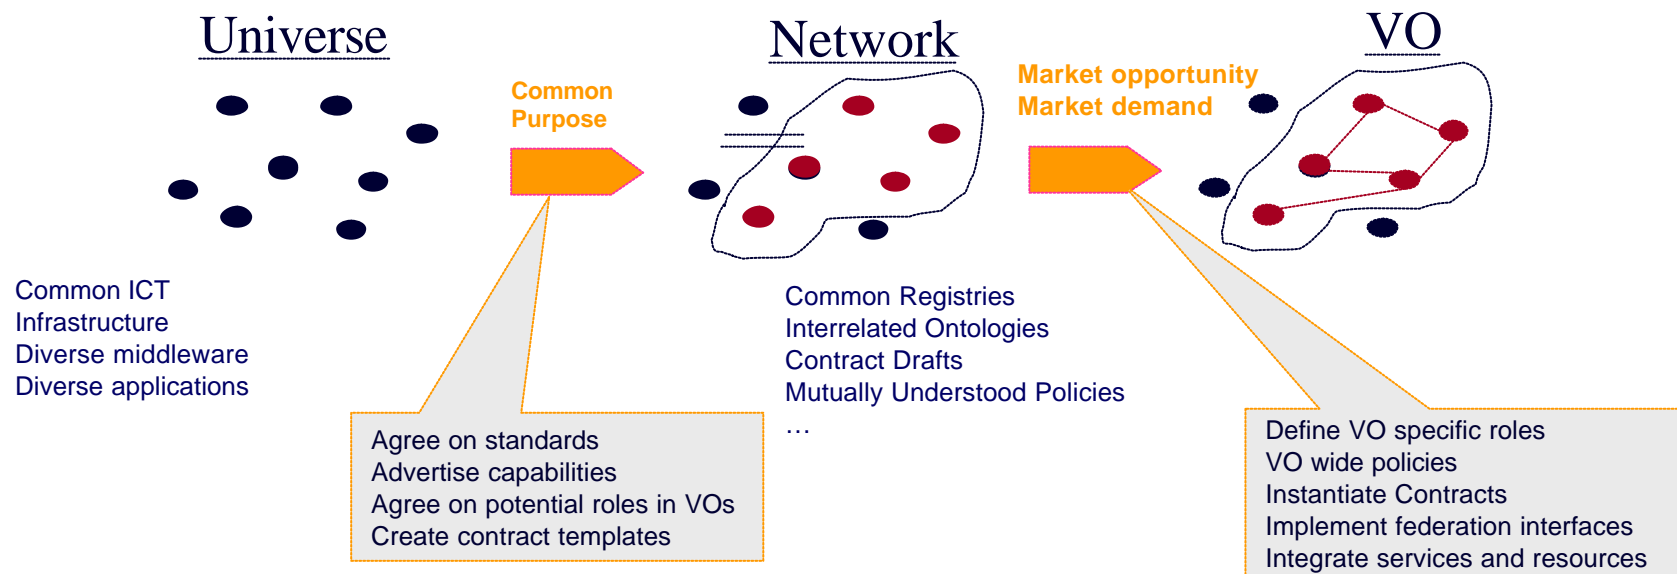 Universe
Network
VO
Common
Purpose
Market opportunity
Market demand
Common ICT
Infrastructure
Diverse middleware
Diverse applications
Common Registries
Interrelated Ontologies
Contract Drafts
Mutually Understood Policies
…
Agree on standards
Advertise capabilities
Agree on potential roles in VOs
Create contract templates
Define VO specific roles
VO wide policies
Instantiate Contracts
Implement federation interfaces
Integrate services and resources